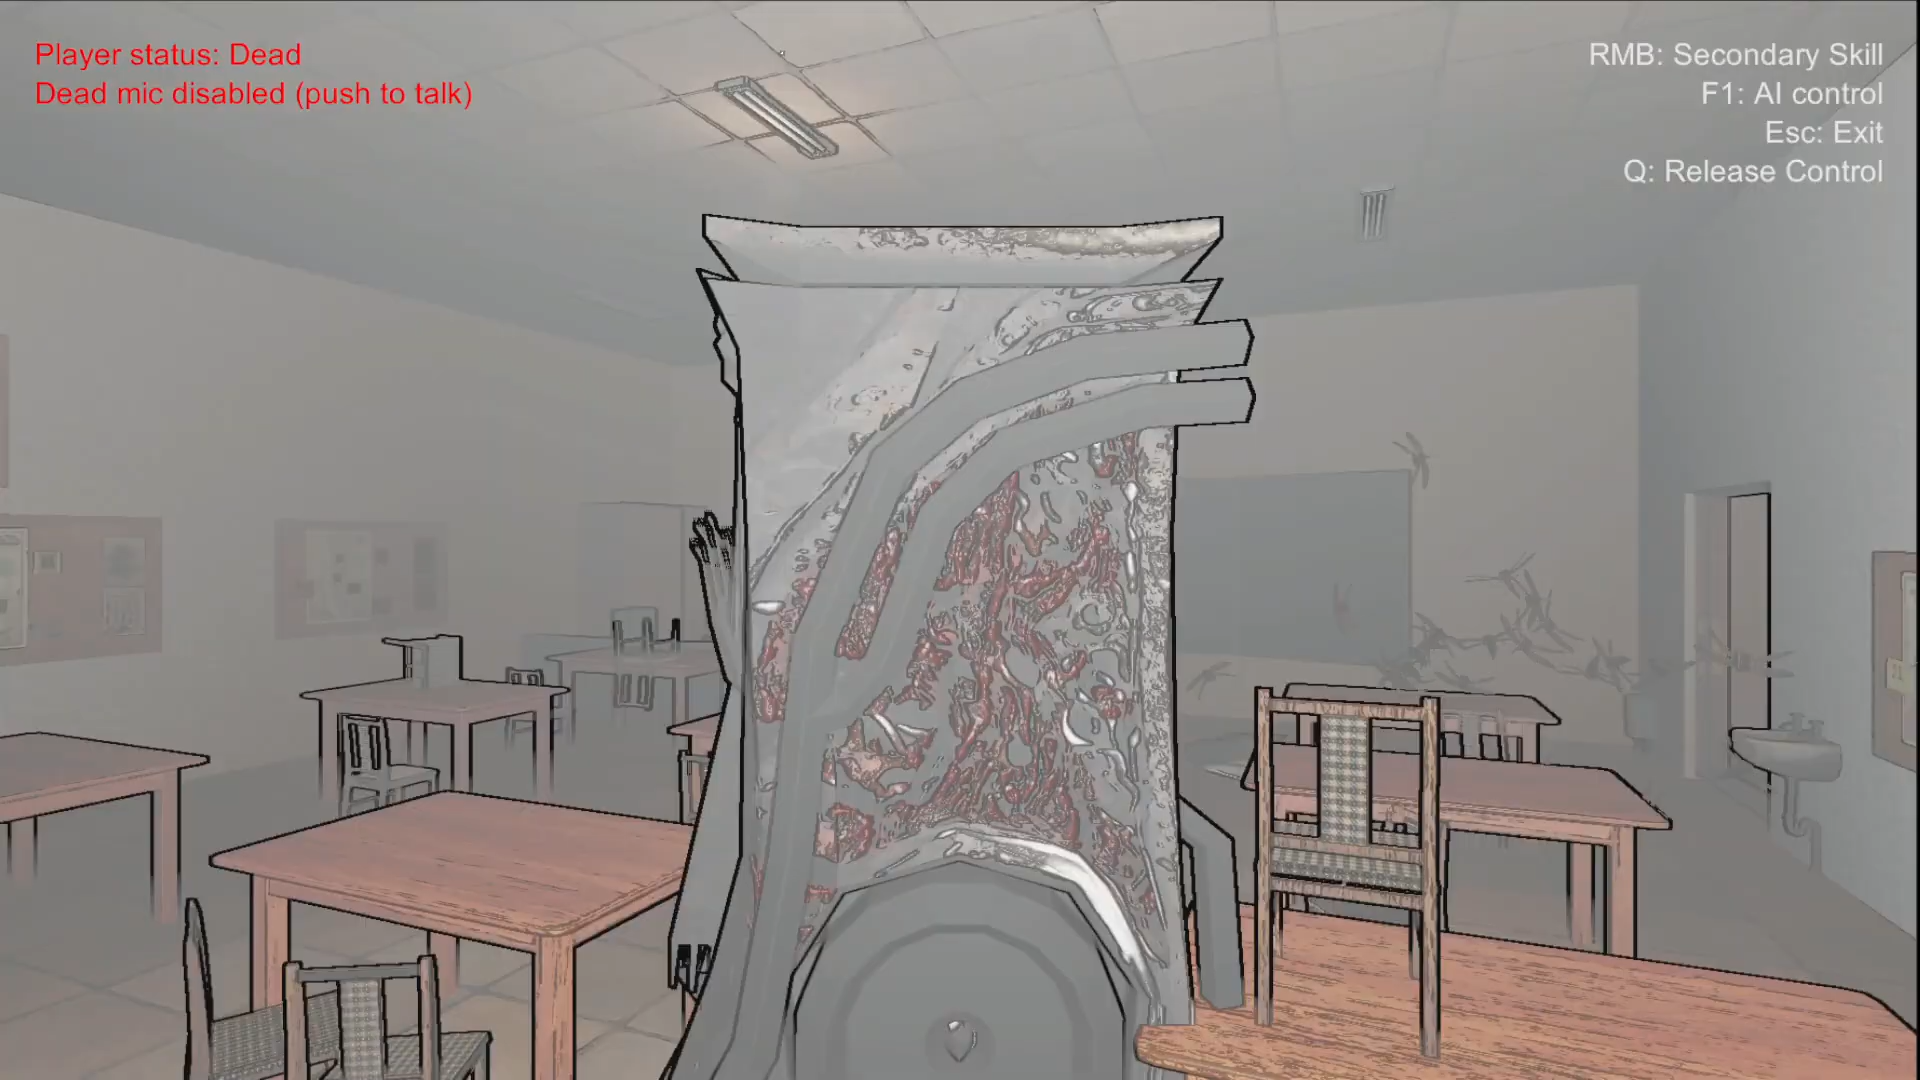 Player status: Dead
Dead mic disabled (push to talk)
RMB: Secondary Skill
F1: AI control
Esc: Exit
Q: Release Control